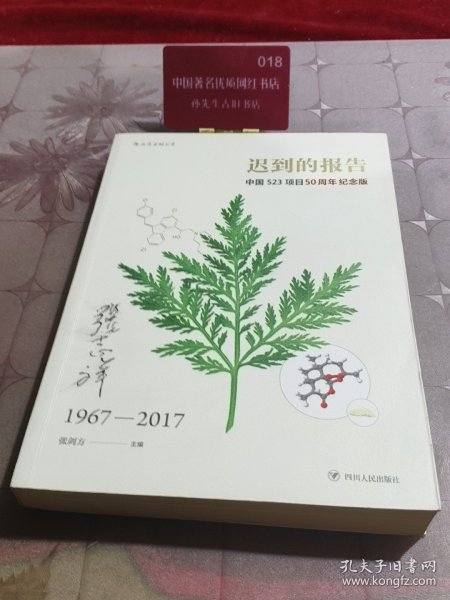 018
中国著名优质网红书店
孙先生古旧书店
迟到的报告
中国 523 项目50周年纪念版
1967—2017
张剑方 主编
四川人民出版社
孔夫子旧书网
www.kongfz.com